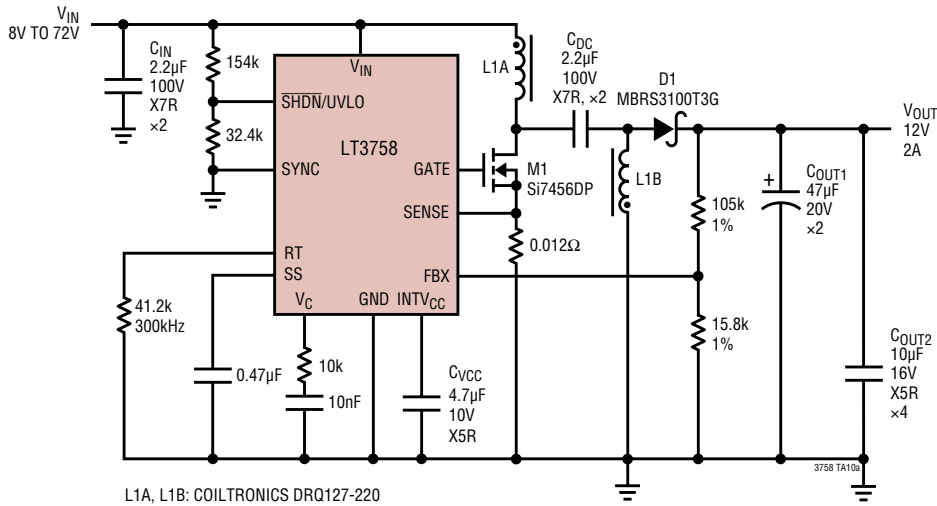 VIN
8V TO 72V
CIN
2.2µF
100V
X7R
×2
154k
32.4k
VIN
SHDN/UVLO
LT3758
SYNC
GATE
SENSE
RT
SS
FBX
VC
GND
INTVCC
L1A
CDC
2.2µF
100V
X7R, ×2
D1
MBRS3100T3G
VOUT
12V
2A
M1
Si7456DP
L1B
0.012Ω
105k
1%
+
COUT1
47µF
20V
×2
15.8k
1%
COUT2
10µF
16V
X5R
×4
41.2k
300kHz
0.47µF
10k
10nF
CVCC
4.7µF
10V
X5R
3758 TA10a
L1A, L1B: COILTRONICS DRQ127-220